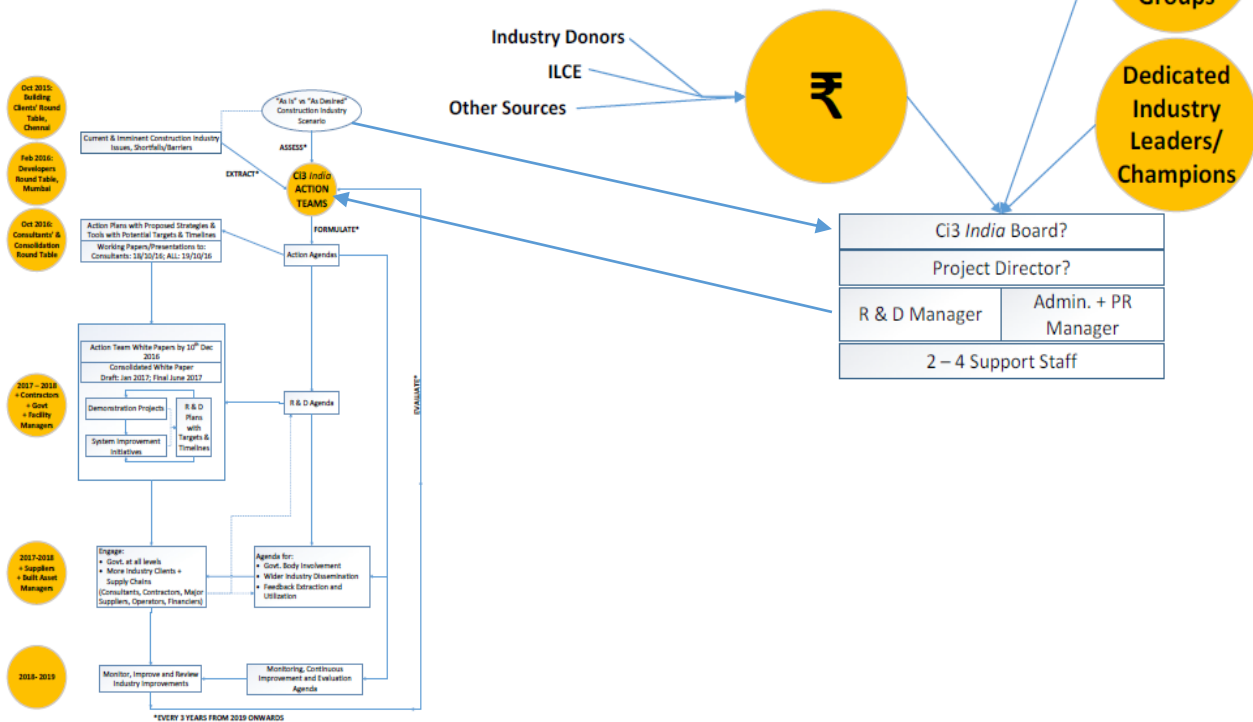 Groups
Industry Donors
ILCE
Other Sources
₹
Dedicated
Industry
Leaders/
Champions
Oct 2015:
Building
Clients' Round
Table,
Chennai
"As Is" vs "As Desired"
Construction Industry
Scenario
Current & Imminent Construction Industry
Issues, Shortfalls/Barriers
ASSESS*
EXTRACT*
Feb 2016:
Developers
Round Table,
Mumbai
Ci3 India
ACTION
TEAMS
Oct 2016:
Consultants' &
Consolidation
Round Table
Action Plans with Proposed Strategies &
Tools with Potential Targets & Timelines
Working Papers/Presentations to:
Consultants: 18/10/16; ALL: 19/10/16
FORMULATE*
Action Agendas
Ci3 India Board?
Project Director?
R & D Manager
Admin. + PR
Manager
2 – 4 Support Staff
2017 – 2018
+ Contractors
+ Govt
+ Facility
Managers
Action Team White Papers by 10th Dec
2016
Consolidated White Paper
Draft: Jan 2017; Final June 2017
Demonstration Projects
System Improvement
Initiatives
R & D
Plans
with
Targets &
Timelines
R & D Agenda
EVALUATE*
2017-2018
+ Suppliers
+ Built Asset
Managers
Engage:
• Govt. at all levels
• More Industry Clients +
Supply Chains
(Consultants, Contractors, Major
Suppliers, Operators, Financiers)
Agenda for:
• Govt. Body Involvement
• Wider Industry Dissemination
• Feedback Extraction and
Utilization
2018- 2019
Monitor, Improve and Review
Industry Improvements
Monitoring, Continuous
Improvement and Evaluation
Agenda
*EVERY 3 YEARS FROM 2019 ONWARDS